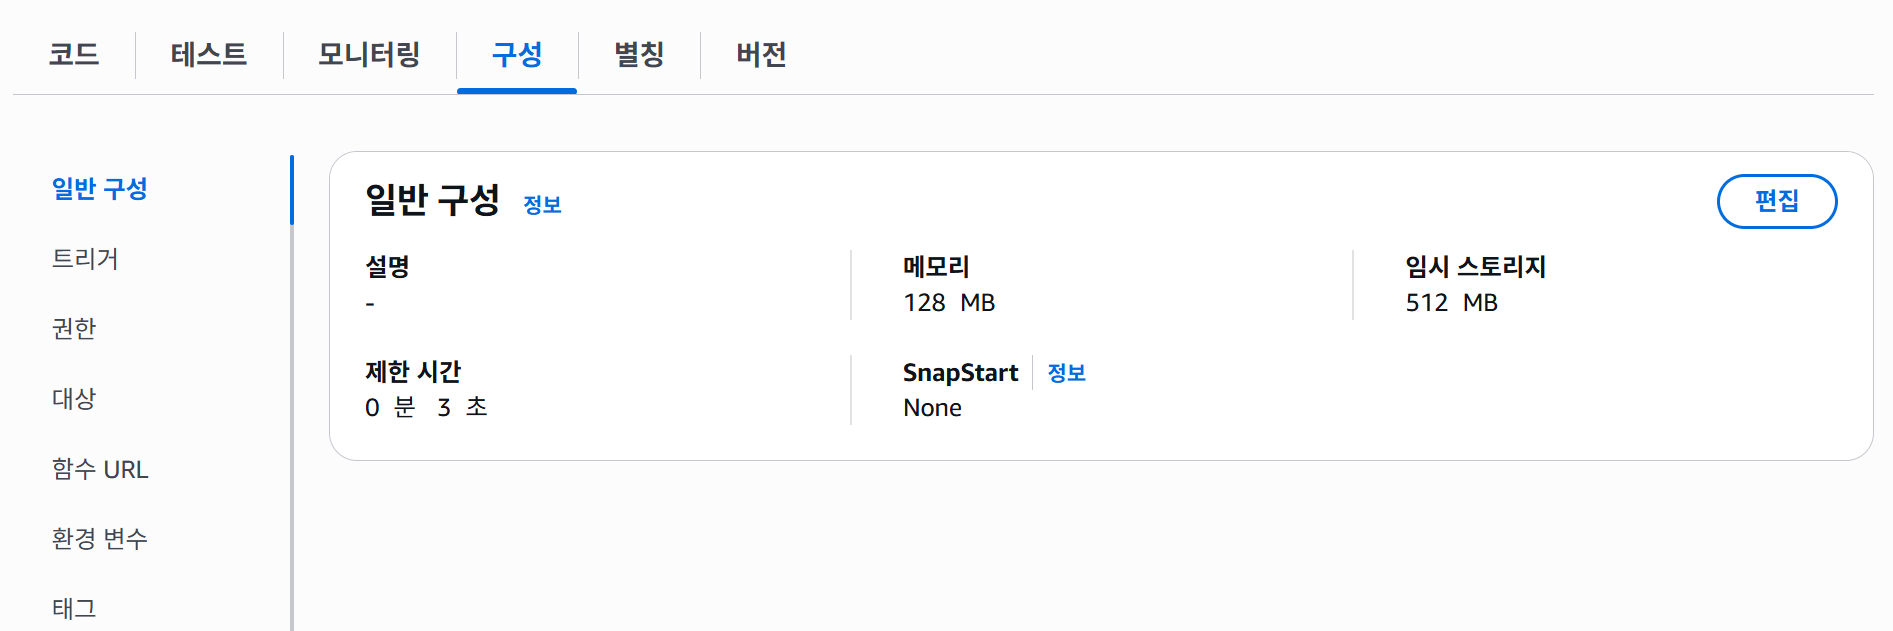 코드 테스트 모니터링 구성 별칭 버전
일반 구성
트리거
권한
대상
함수 URL
환경 변수
태그
일반 구성 정보
편집
설명
-
메모리
128 MB
임시 스토리지
512 MB
제한 시간
0 분 3 초
SnapStart 정보
None